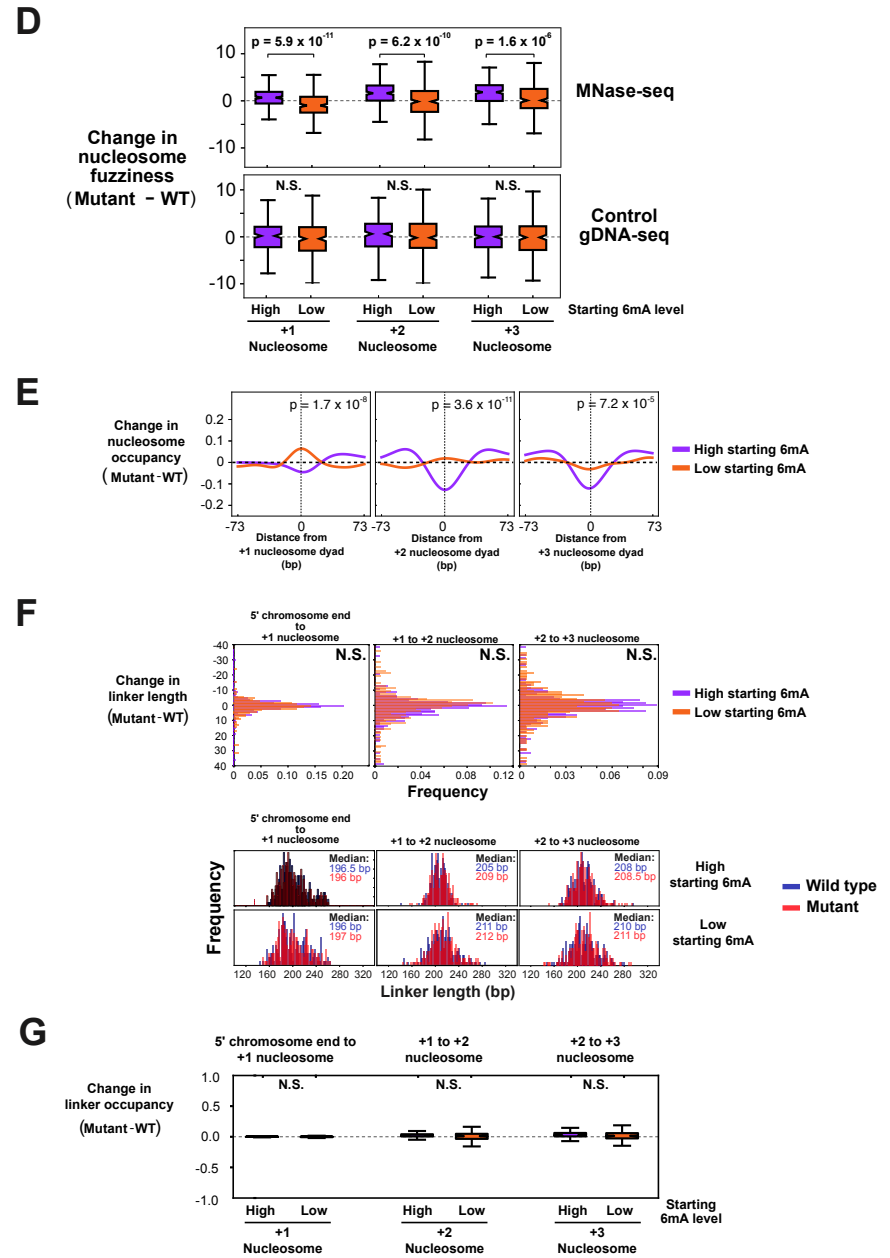 D
p = 5.9 x 10-11
p = 6.2 x 10-10
p = 1.6 x 10-6
10
0
-10
MNase-seq
Change in
nucleosome
fuzziness
(Mutant - WT)
N.S.
N.S.
N.S.
10
0
-10
Control
gDNA-seq
High Low High Low High Low Starting 6mA level
+1 +2 +3
Nucleosome Nucleosome Nucleosome
E
Change in
nucleosome
occupancy
(Mutant-WT)
0.2
0.1
0
-0.1
-0.2
p = 1.7 x 10-8
p = 3.6 x 10-11
p = 7.2 x 10-5
High starting 6mA
Low starting 6mA
-73 0 73
-73 0 73
-73 0 73
Distance from
+1 nucleosome dyad
(bp)
Distance from
+2 nucleosome dyad
(bp)
Distance from
+3 nucleosome dyad
(bp)
F
5' chromosome end
to
+1 nucleosome
+1 to +2 nucleosome
+2 to +3 nucleosome
Change in
linker length
(Mutant-WT)
-40
-30
-20
-10
0
10
20
30
40
N.S.
N.S.
N.S.
High starting 6mA
Low starting 6mA
0 0.05 0.10 0.15 0.20
0 0.04 0.08 0.12
0 0.03 0.06 0.09
Frequency
5' chromosome end
to
+1 nucleosome
+1 to +2 nucleosome
+2 to +3 nucleosome
Frequency
Median:
196.5 bp
196 bp
Median:
205 bp
209 bp
Median:
208 bp
208.5 bp
High
starting 6mA
Median:
196 bp
197 bp
Median:
211 bp
212 bp
Median:
210 bp
211 bp
Low
starting 6mA
Wild type
Mutant
120 160 200 240 280 320
120 160 200 240 280 320
120 160 200 240 280 320
Linker length (bp)
G
5' chromosome end to
+1 nucleosome
+1 to +2
nucleosome
+2 to +3
nucleosome
Change in
linker occupancy
(Mutant-WT)
1.0
0.5
0.0
-0.5
-1.0
N.S.
N.S.
N.S.
High Low High Low High Low
Starting
6mA level
+1 +2 +3
Nucleosome Nucleosome Nucleosome